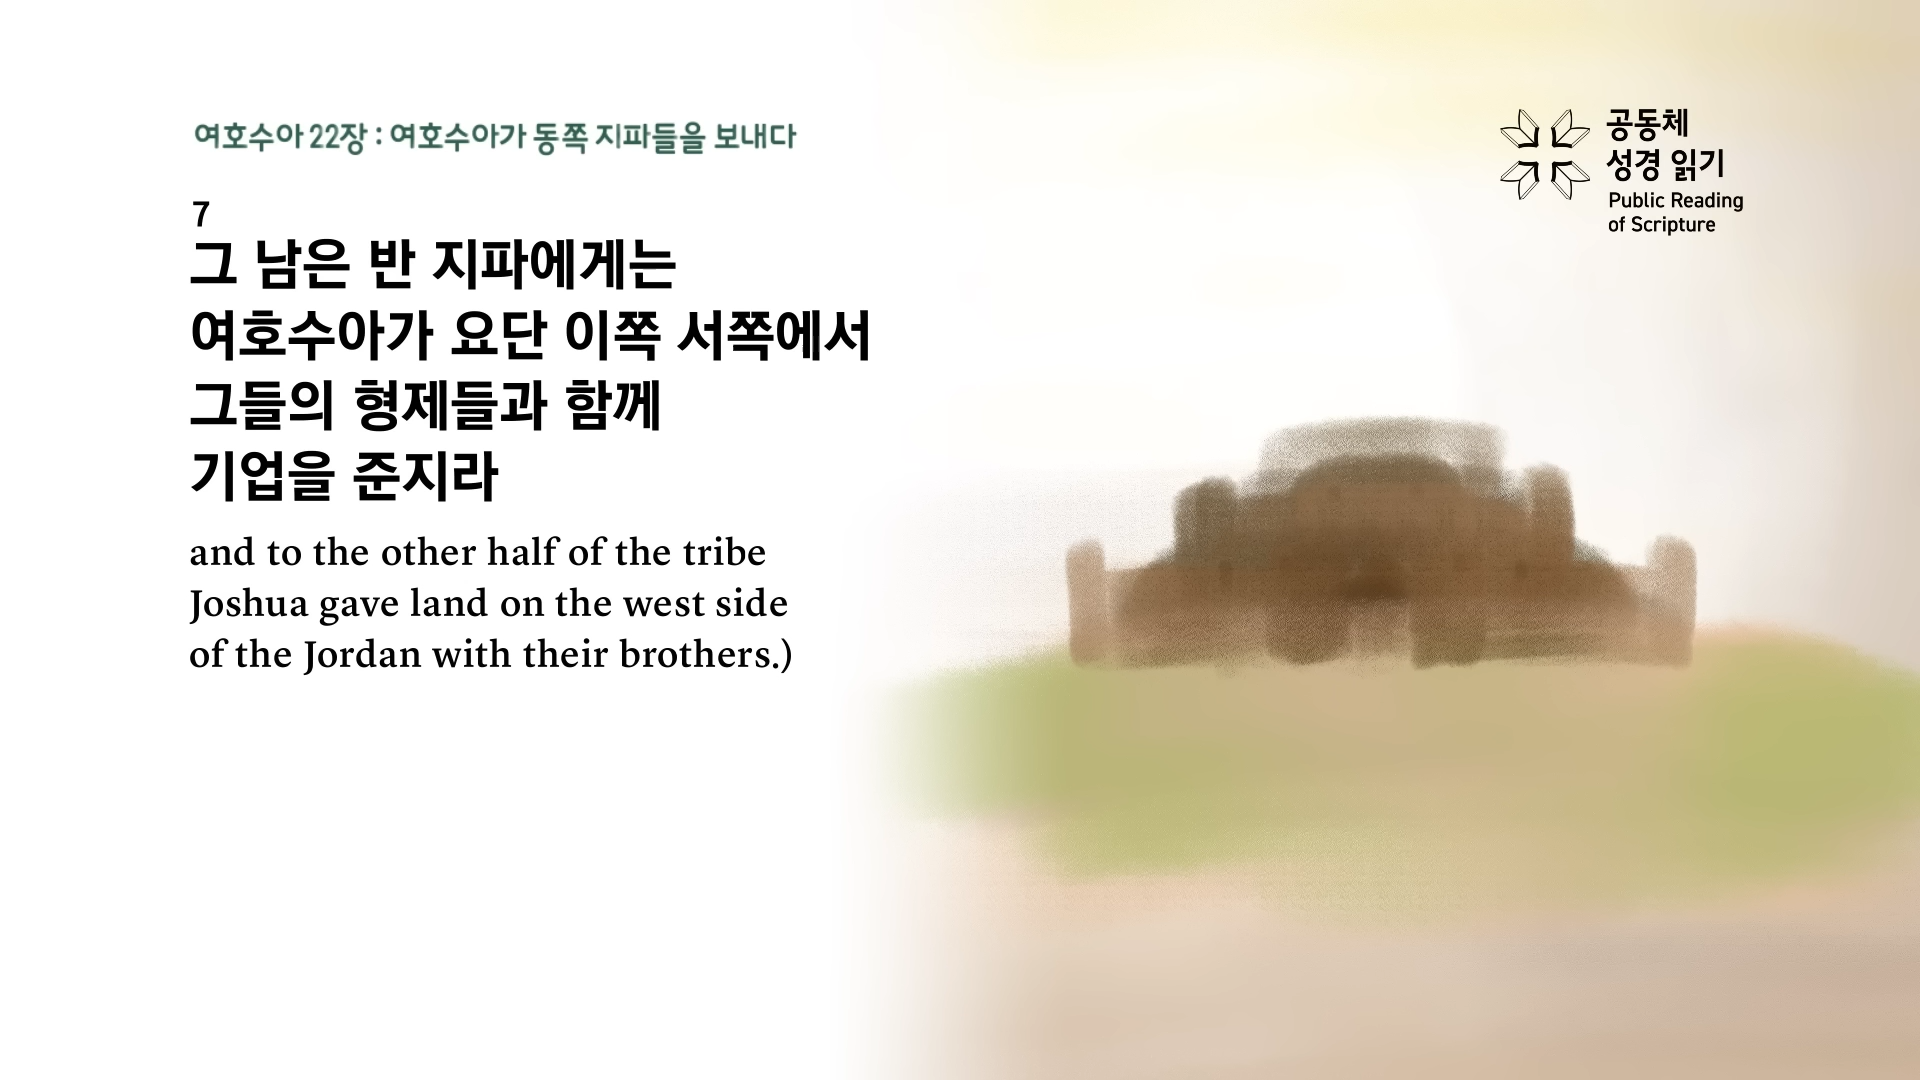 여호수아 22장 : 여호수아가 동쪽 지파들을 보내다
공동체
성경 읽기
Public Reading
of Scripture
7
그 남은 반 지파에게는
여호수아가 요단 이쪽 서쪽에서
그들의 형제들과 함께
기업을 준지라
and to the other half of the tribe
Joshua gave land on the west side
of the Jordan with their brothers.)